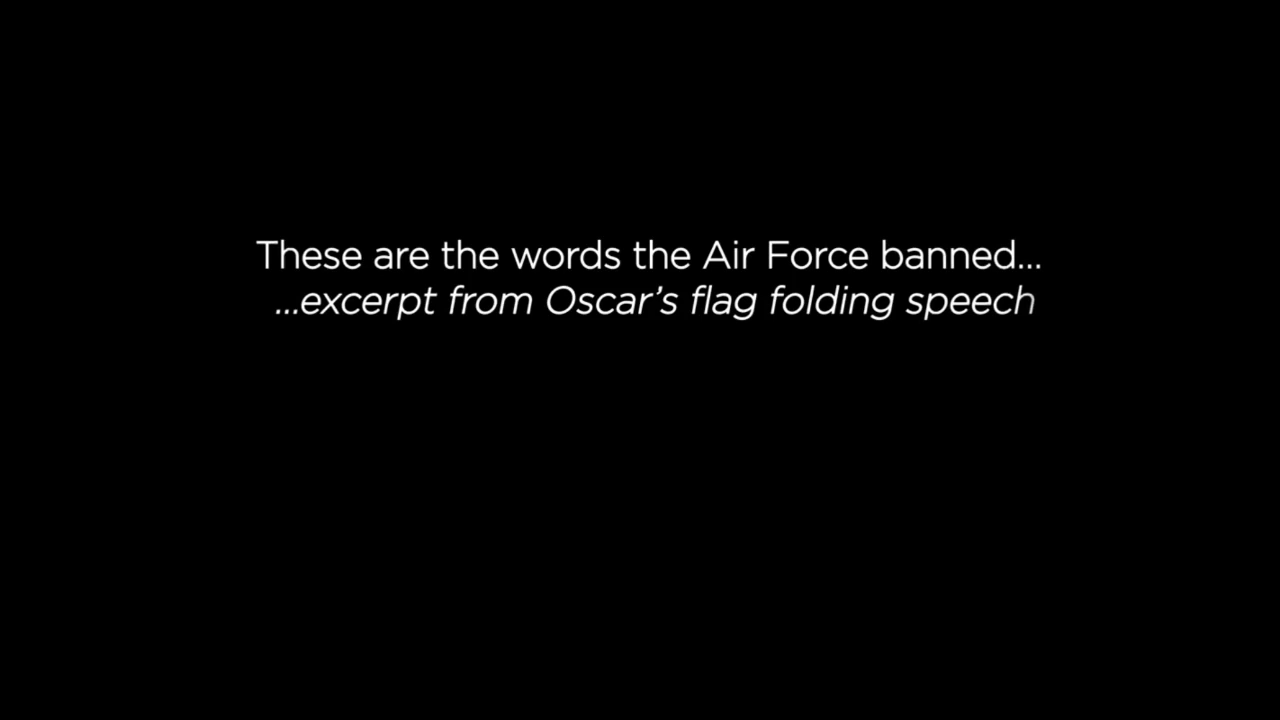 These are the words the Air Force banned...
...excerpt from Oscar’s flag folding speech